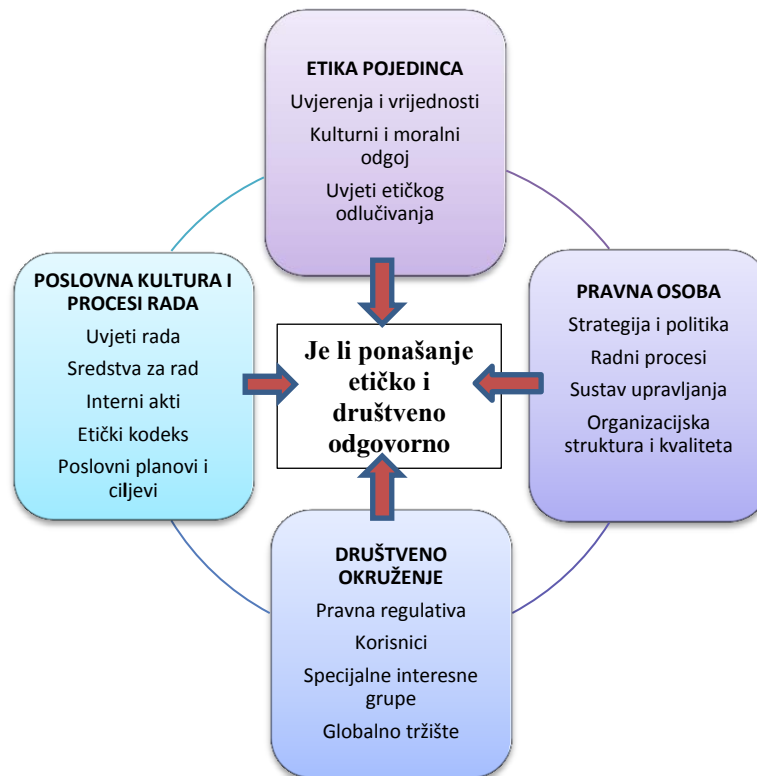 ETIKA POJEDINCA
Uvjerenja i vrijednosti
Kulturni i moralni
odgoj
Uvjeti etičkog
odlučivanja
POSLOVNA KULTURA I
PROCESI RADA
Uvjeti rada
Sredstva za rad
Interni akti
Etički kodeks
Poslovni planovi i
ciljevi
Je li ponašanje
etičko i
društveno
odgovorno
PRAVNA OSOBA
Strategija i politika
Radni procesi
Sustav upravljanja
Organizacijska
struktura i kvaliteta
DRUŠTVENO
OKRUŽENJE
Pravna regulativa
Korisnici
Specijalne interesne
grupe
Globalno tržište